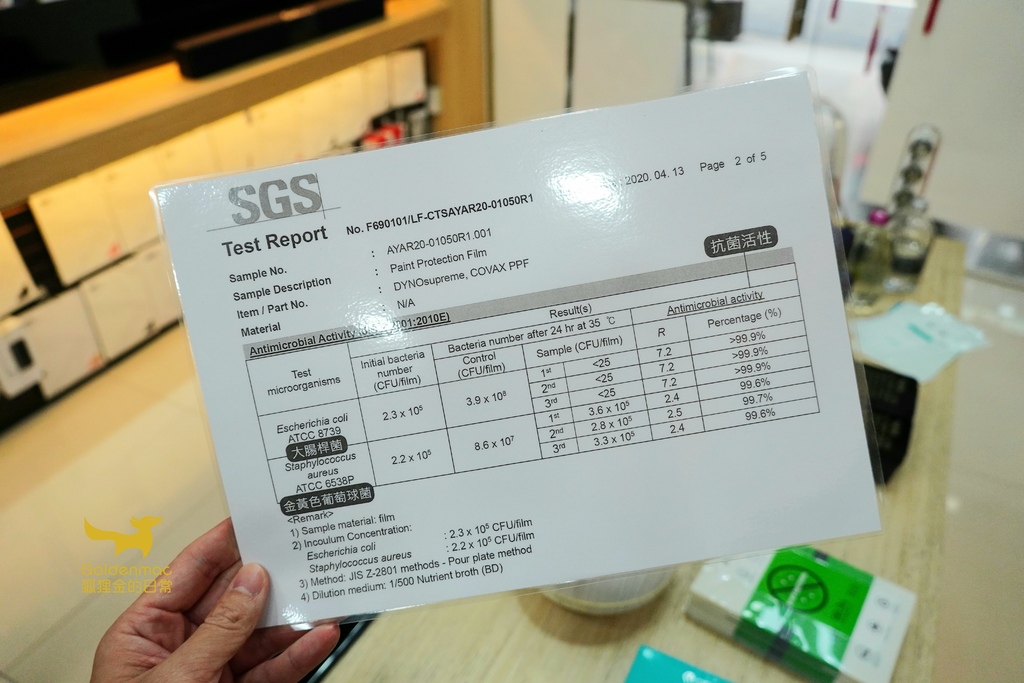 SGS
2020. 04. 13 Page 2 of 5
Test Report No. F690101/LF-CTSAYAR20-01050R1
Sample No. : AYAR20-01050R1.001
Sample Description : Paint Protection Film
Item / Part No. : DYNOsupreme, COVAX PPF
Material : N/A
抗菌活性
Antimicrobial Activity 001:2010E)
Test microorganisms
Initial bacteria number (CFU/film)
Result(s)
Bacteria number after 24 hr at 35 ℃
Control (CFU/film)
Sample (CFU/film)
Antimicrobial activity
R
Percentage (%)
Escherichia coli ATCC 8739
大腸桿菌
2.3 x 10⁵
3.9 x 10⁸
1st <25 7.2 >99.9%
2nd <25 7.2 >99.9%
3rd <25 7.2 >99.9%
Staphylococcus aureus ATCC 6538P
金黃色葡萄球菌
2.2 x 10⁵
8.6 x 10⁷
1st 3.6 x 10⁵ 2.4 99.6%
2nd 2.8 x 10⁵ 2.5 99.7%
3rd 3.3 x 10⁵ 2.4 99.6%
<Remark>
1) Sample material: film
2) Inoculum Concentration:
Escherichia coli : 2.3 x 10⁵ CFU/film
Staphylococcus aureus : 2.2 x 10⁵ CFU/film
3) Method: JIS Z-2801 methods - Pour plate method
4) Dilution medium: 1/500 Nutrient broth (BD)
Goldenmac
的日常